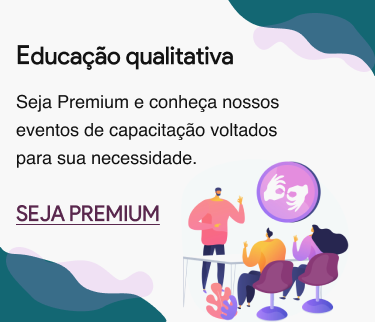 Educação qualitativa
Seja Premium e conheça nossos
eventos de capacitação voltados
para sua necessidade.
SEJA PREMIUM